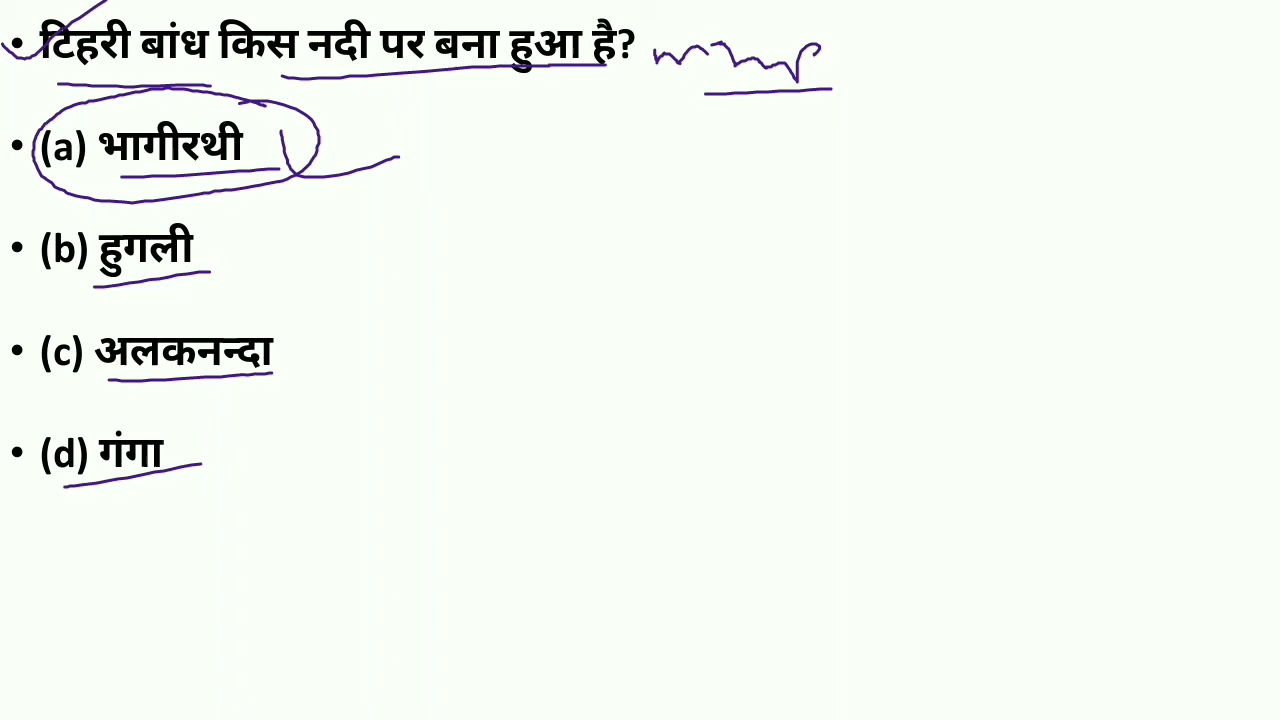 • टिहरी बांध किस नदी पर बना हुआ है?
• (a) भागीरथी
• (b) हुगली
• (c) अलकनन्दा
• (d) गंगा